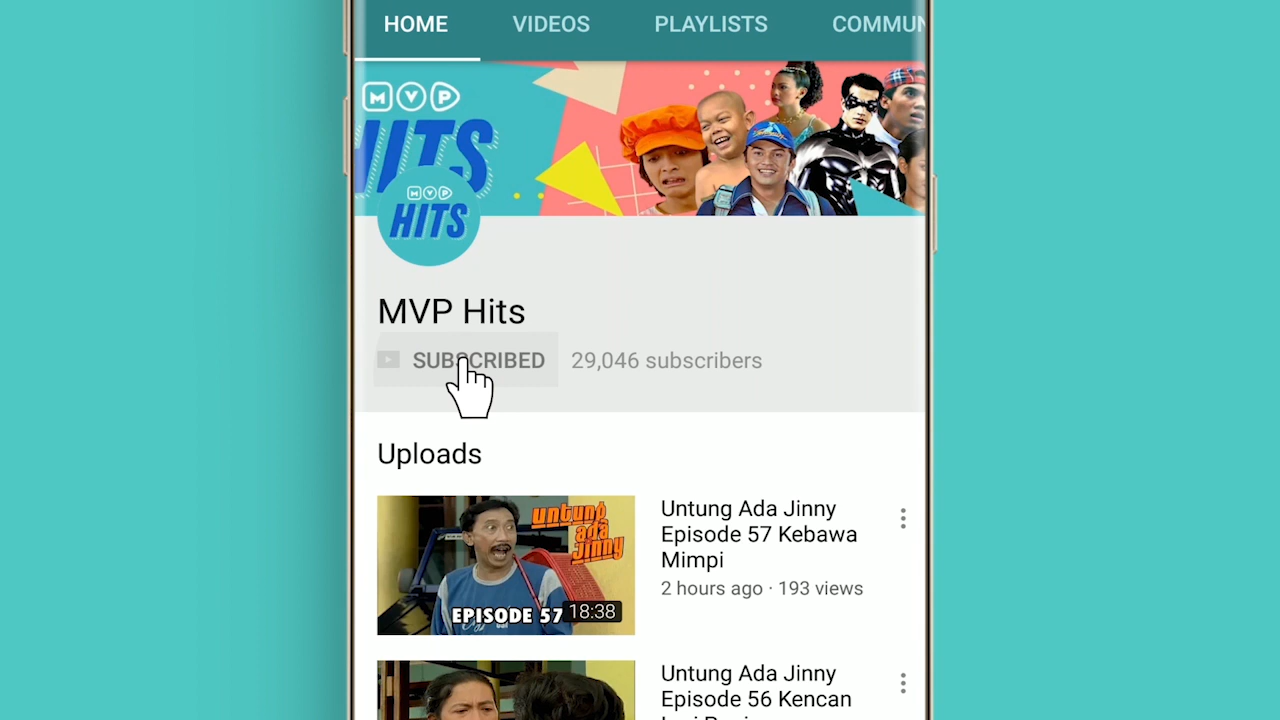 HOME VIDEOS PLAYLISTS COMMUN
MVP
HITS
MVP
HITS
MVP Hits
SUBSCRIBED 29,046 subscribers
Uploads
untung
ada
jinny
EPISODE 57 18:38
Untung Ada Jinny
Episode 57 Kebawa
Mimpi
2 hours ago · 193 views
Untung Ada Jinny
Episode 56 Kencan